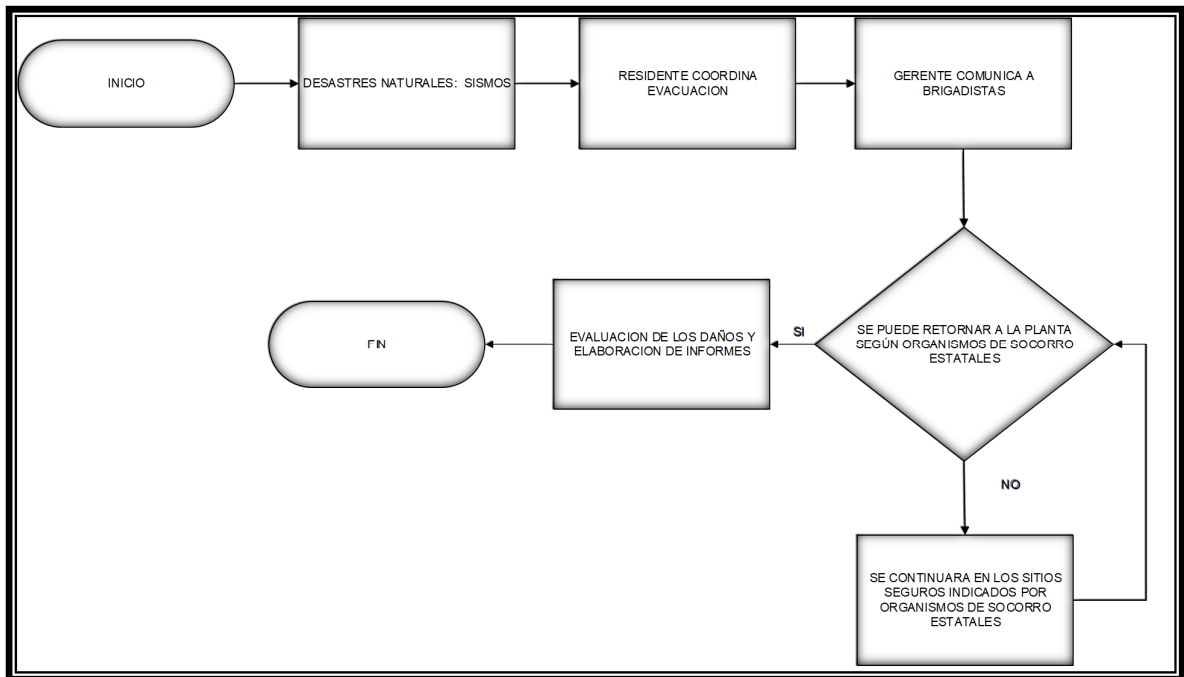 INICIO
DESASTRES NATURALES: SISMOS
RESIDENTE COORDINA
EVACUACION
GERENTE COMUNICA A
BRIGADISTAS
SE PUEDE RETORNAR A LA PLANTA
SEGÚN ORGANISMOS DE SOCORRO
ESTATALES
SI
EVALUACION DE LOS DAÑOS Y
ELABORACION DE INFORMES
FIN
NO
SE CONTINUARA EN LOS SITIOS
SEGUROS INDICADOS POR
ORGANISMOS DE SOCORRO
ESTATALES